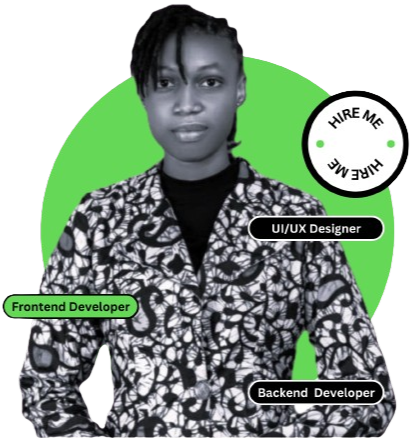 HIRE ME
HIRE ME
UI/UX Designer
Frontend Developer
Backend Developer